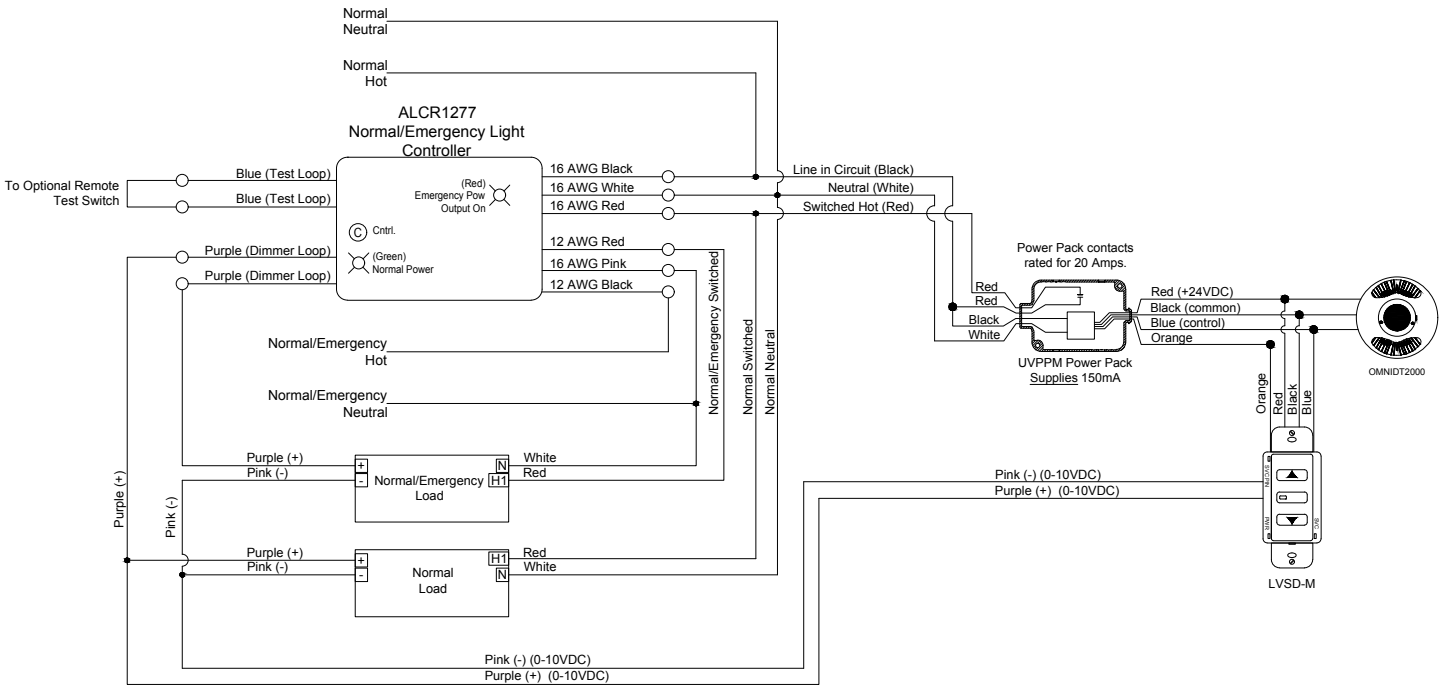 Normal
Neutral
Normal
Hot
ALCR1277
Normal/Emergency Light
Controller
To Optional Remote
Test Switch
Blue (Test Loop)
Blue (Test Loop)
Purple (Dimmer Loop)
Purple (Dimmer Loop)
(Red)
Emergency Pow
Output On
C
Cntrl.
(Green)
Normal Power
16 AWG Black
16 AWG White
16 AWG Red
12 AWG Red
16 AWG Pink
12 AWG Black
Line in Circuit (Black)
Neutral (White)
Switched Hot (Red)
Normal/Emergency
Hot
Normal/Emergency
Neutral
Normal/Emergency Switched
Normal Switched
Normal Neutral
Power Pack contacts
rated for 20 Amps.
Red
Red
Black
White
UVPPM Power Pack
Supplies 150mA
Red (+24VDC)
Black (common)
Blue (control)
Orange
OMNIDT2000
Orange
Red
Black
Blue
SVCPIN
PWR
SVC
LVSD-M
Purple (+)
Pink (-)
+
-
Normal/Emergency
Load
N
H1
White
Red
Purple (+)
Pink (-)
Purple (+)
Pink (-)
+
-
Normal
Load
H1
N
Red
White
Pink (-) (0-10VDC)
Purple (+) (0-10VDC)
Pink (-) (0-10VDC)
Purple (+) (0-10VDC)